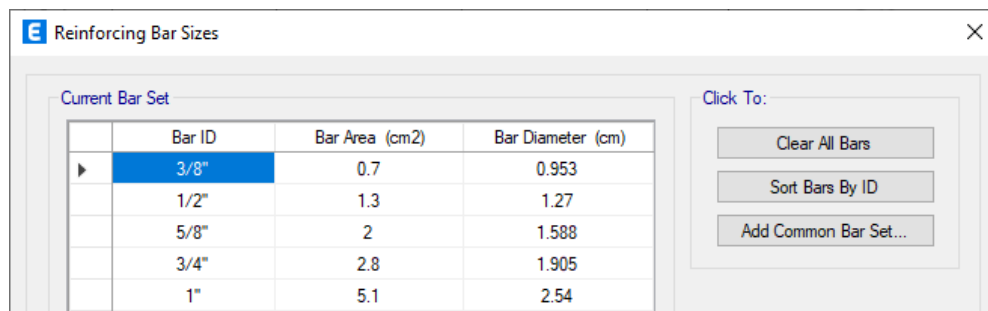 E Reinforcing Bar Sizes
Current Bar Set
Click To:
Bar ID Bar Area (cm2) Bar Diameter (cm)
3/8" 0.7 0.953
1/2" 1.3 1.27
5/8" 2 1.588
3/4" 2.8 1.905
1" 5.1 2.54
Clear All Bars
Sort Bars By ID
Add Common Bar Set...